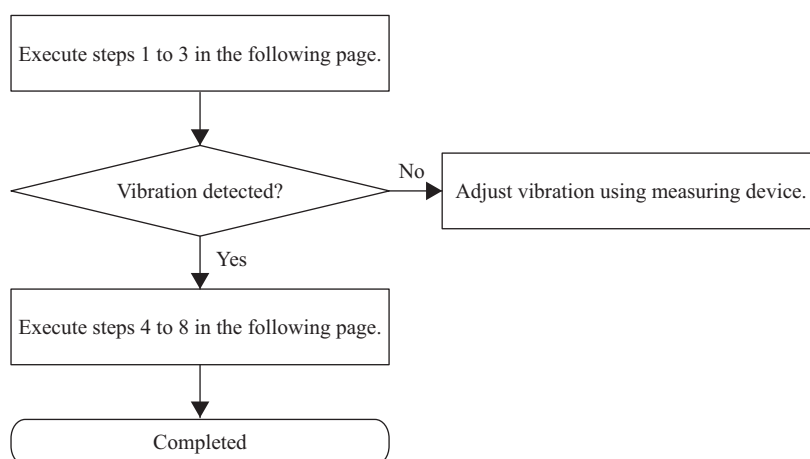 Execute steps 1 to 3 in the following page.
Vibration detected?
No
Adjust vibration using measuring device.
Yes
Execute steps 4 to 8 in the following page.
Completed